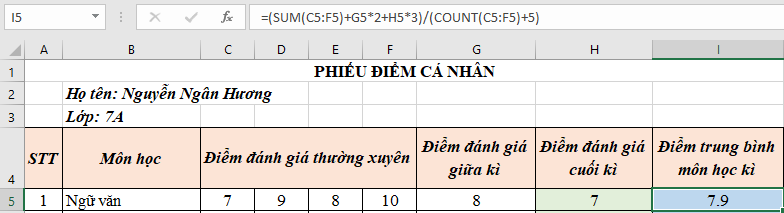 I5 fx =(SUM(C5:F5)+G5*2+H5*3)/(COUNT(C5:F5)+5)
A B C D E F G H I
1 PHIẾU ĐIỂM CÁ NHÂN
2 Họ tên: Nguyễn Ngân Hương
3 Lớp: 7A
4 STT Môn học Điểm đánh giá thường xuyên Điểm đánh giá giữa kì Điểm đánh giá cuối kì Điểm trung bình môn học kì
5 1 Ngữ văn 7 9 8 10 8 7 7.9